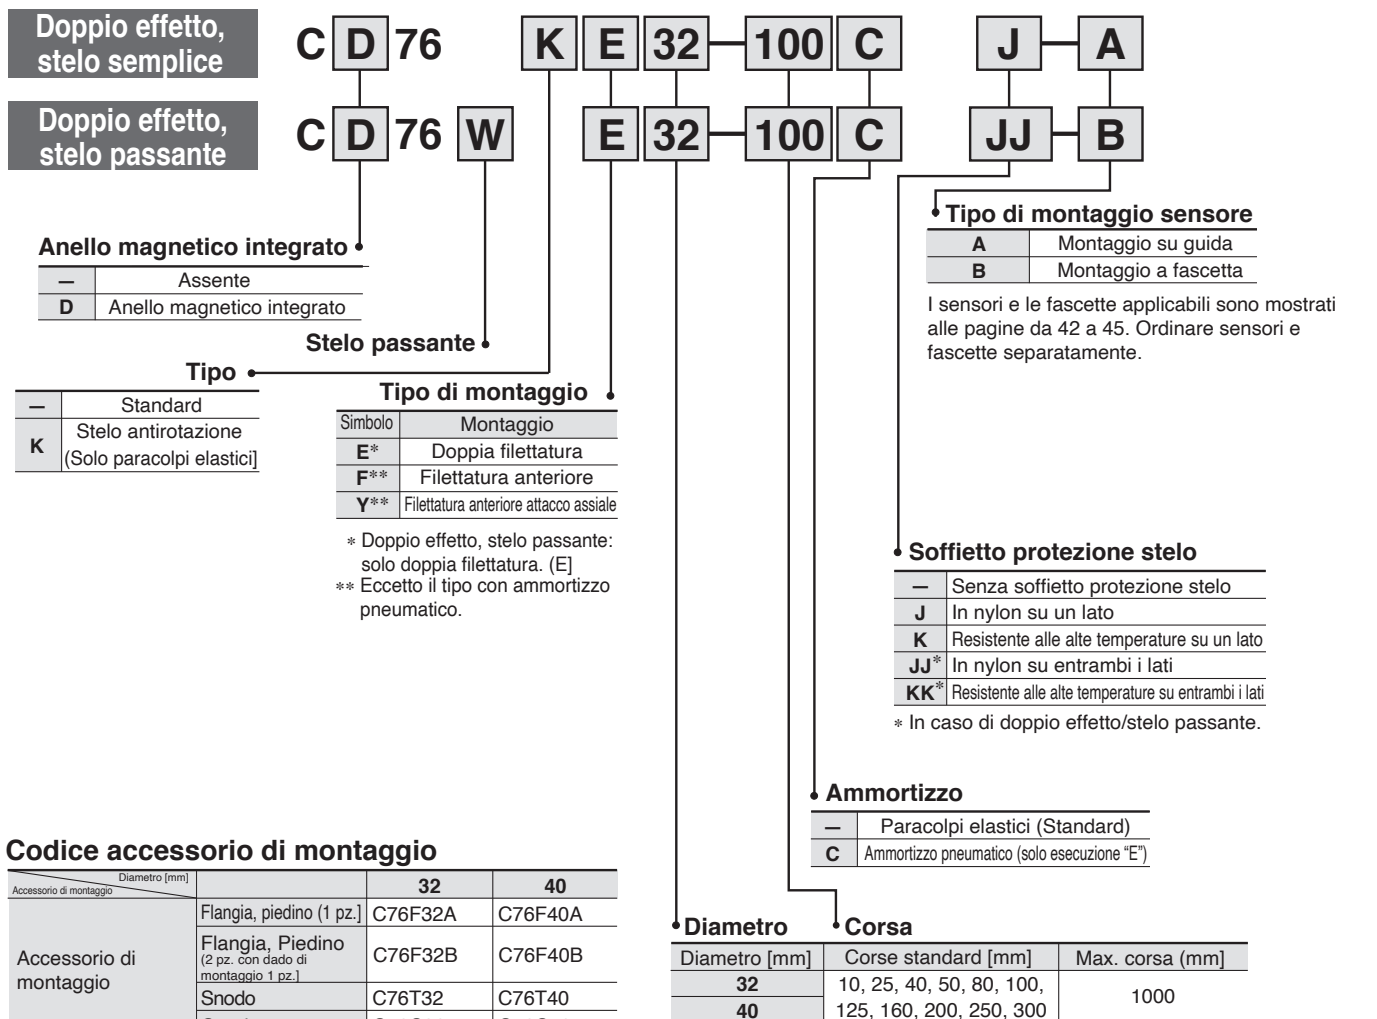 Doppio effetto,
stelo semplice
C D 76 K E 32 – 100 C J – A
Doppio effetto,
stelo passante
C D 76 W E 32 – 100 C JJ – B
Tipo di montaggio sensore
A Montaggio su guida
B Montaggio a fascetta
I sensori e le fascette applicabili sono mostrati
alle pagine da 42 a 45. Ordinare sensori e
fascette separatamente.
Anello magnetico integrato
– Assente
D Anello magnetico integrato
Stelo passante
Tipo
– Standard
K Stelo antirotazione
(Solo paracolpi elastici]
Tipo di montaggio
Simbolo Montaggio
E* Doppia filettatura
F** Filettatura anteriore
Y** Filettatura anteriore attacco assiale
* Doppio effetto, stelo passante:
solo doppia filettatura. (E]
** Eccetto il tipo con ammortizzo
pneumatico.
Soffietto protezione stelo
– Senza soffietto protezione stelo
J In nylon su un lato
K Resistente alle alte temperature su un lato
JJ* In nylon su entrambi i lati
KK* Resistente alle alte temperature su entrambi i lati
* In caso di doppio effetto/stelo passante.
Ammortizzo
– Paracolpi elastici (Standard)
C Ammortizzo pneumatico (solo esecuzione “E”)
Codice accessorio di montaggio
Diametro [mm]
Accessorio di montaggio
32 40
Accessorio di
montaggio
Flangia, piedino (1 pz.] C76F32A C76F40A
Flangia, Piedino
(2 pz. con dado di
montaggio 1 pz.]
C76F32B C76F40B
Snodo C76T32 C76T40
Diametro
Corsa
Diametro [mm] Corse standard [mm] Max. corsa (mm]
32 10, 25, 40, 50, 80, 100,
40 125, 160, 200, 250, 300
1000